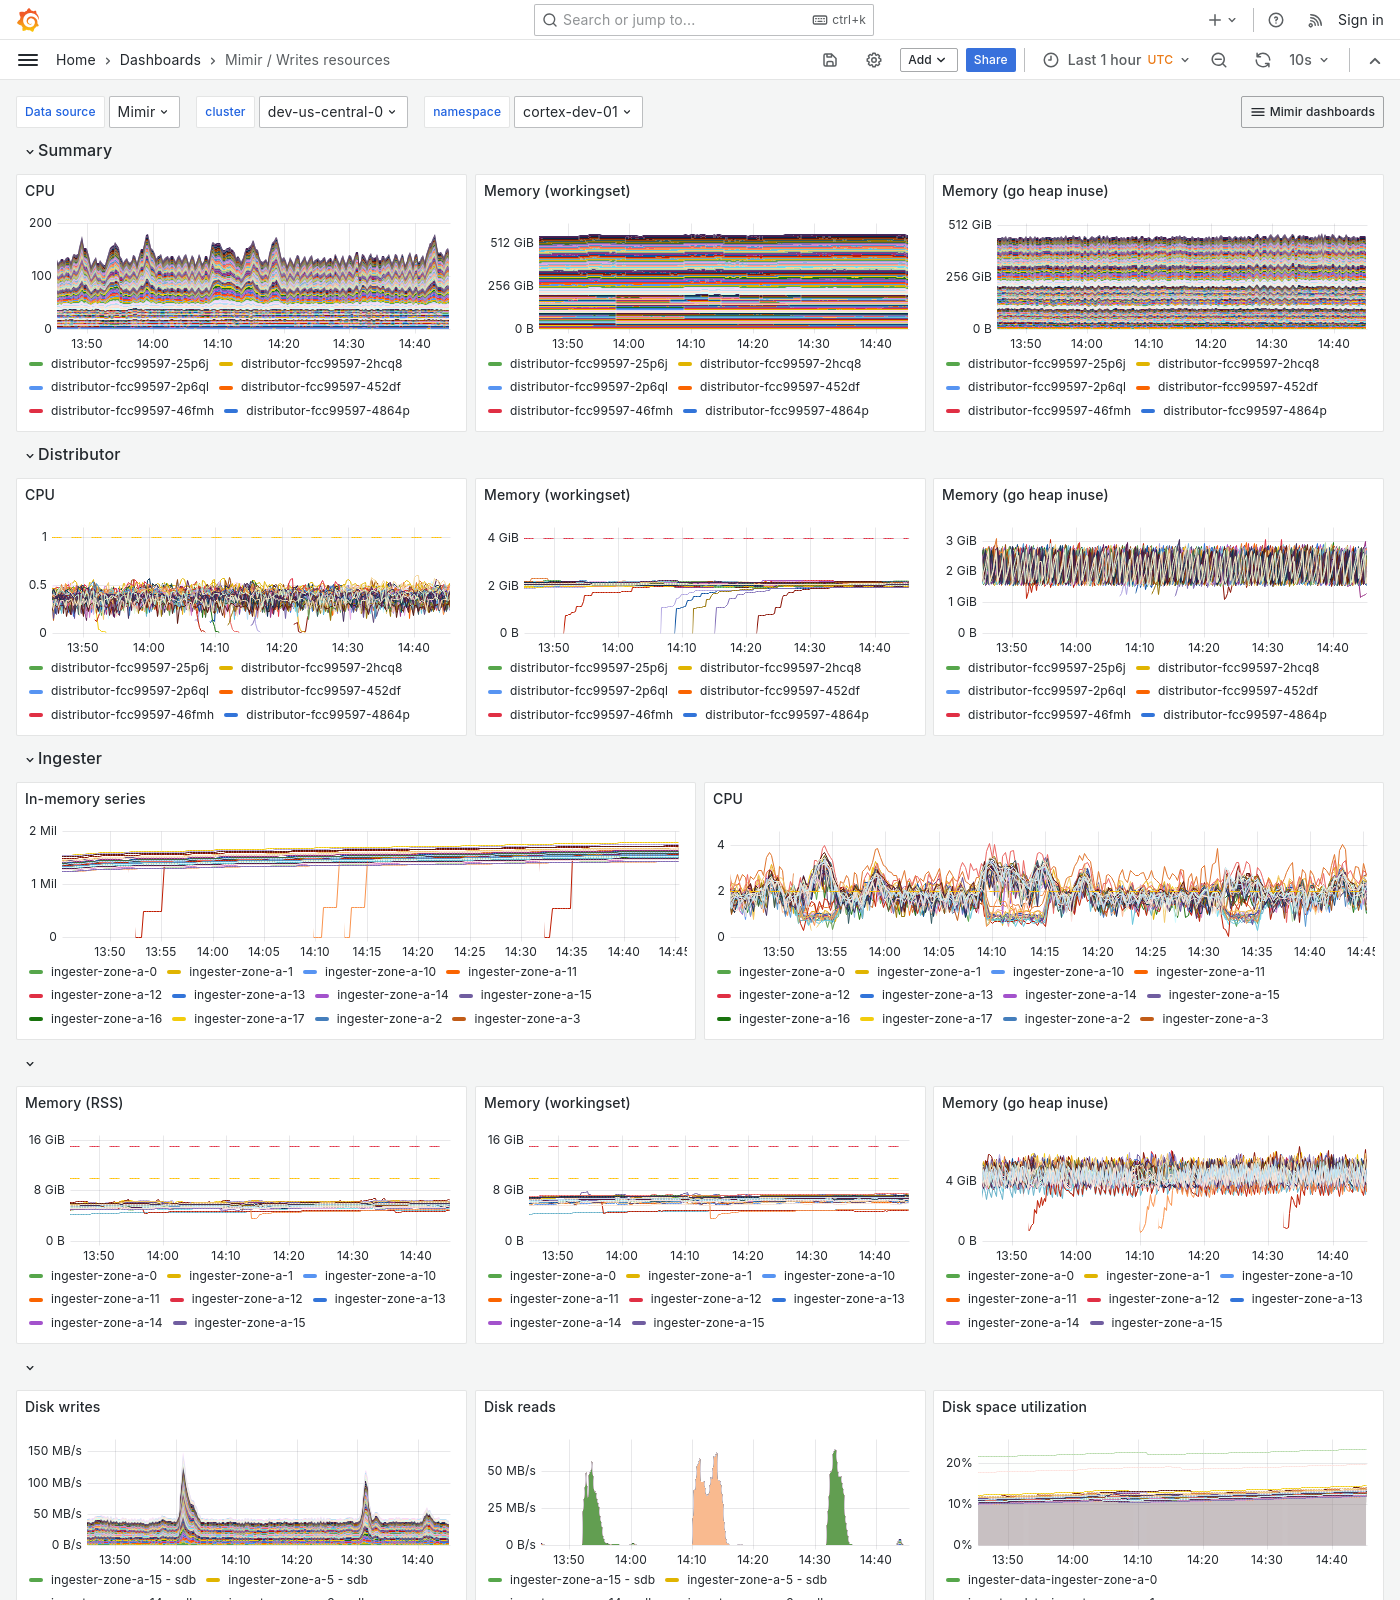 Search or jump to... ctrl+k Sign in
Home Dashboards Mimir / Writes resources Add Share Last 1 hour UTC 10s
Data source Mimir cluster dev-us-central-0 namespace cortex-dev-01 Mimir dashboards
Summary
CPU
200
100
0
13:50 14:00 14:10 14:20 14:30 14:40
distributor-fcc99597-25p6j distributor-fcc99597-2hcq8
distributor-fcc99597-2p6ql distributor-fcc99597-452df
distributor-fcc99597-46fmh distributor-fcc99597-4864p
Memory (workingset)
512 GiB
256 GiB
0 B
13:50 14:00 14:10 14:20 14:30 14:40
distributor-fcc99597-25p6j distributor-fcc99597-2hcq8
distributor-fcc99597-2p6ql distributor-fcc99597-452df
distributor-fcc99597-46fmh distributor-fcc99597-4864p
Memory (go heap inuse)
512 GiB
256 GiB
0 B
13:50 14:00 14:10 14:20 14:30 14:40
distributor-fcc99597-25p6j distributor-fcc99597-2hcq8
distributor-fcc99597-2p6ql distributor-fcc99597-452df
distributor-fcc99597-46fmh distributor-fcc99597-4864p
Distributor
CPU
1
0.5
0
13:50 14:00 14:10 14:20 14:30 14:40
distributor-fcc99597-25p6j distributor-fcc99597-2hcq8
distributor-fcc99597-2p6ql distributor-fcc99597-452df
distributor-fcc99597-46fmh distributor-fcc99597-4864p
Memory (workingset)
4 GiB
2 GiB
0 B
13:50 14:00 14:10 14:20 14:30 14:40
distributor-fcc99597-25p6j distributor-fcc99597-2hcq8
distributor-fcc99597-2p6ql distributor-fcc99597-452df
distributor-fcc99597-46fmh distributor-fcc99597-4864p
Memory (go heap inuse)
3 GiB
2 GiB
1 GiB
0 B
13:50 14:00 14:10 14:20 14:30 14:40
distributor-fcc99597-25p6j distributor-fcc99597-2hcq8
distributor-fcc99597-2p6ql distributor-fcc99597-452df
distributor-fcc99597-46fmh distributor-fcc99597-4864p
Ingester
In-memory series
2 Mil
1 Mil
0
13:50 13:55 14:00 14:05 14:10 14:15 14:20 14:25 14:30 14:35 14:40 14:45
ingester-zone-a-0 ingester-zone-a-1 ingester-zone-a-10 ingester-zone-a-11
ingester-zone-a-12 ingester-zone-a-13 ingester-zone-a-14 ingester-zone-a-15
ingester-zone-a-16 ingester-zone-a-17 ingester-zone-a-2 ingester-zone-a-3
CPU
4
2
0
13:50 13:55 14:00 14:05 14:10 14:15 14:20 14:25 14:30 14:35 14:40 14:45
ingester-zone-a-0 ingester-zone-a-1 ingester-zone-a-10 ingester-zone-a-11
ingester-zone-a-12 ingester-zone-a-13 ingester-zone-a-14 ingester-zone-a-15
ingester-zone-a-16 ingester-zone-a-17 ingester-zone-a-2 ingester-zone-a-3
Memory (RSS)
16 GiB
8 GiB
0 B
13:50 14:00 14:10 14:20 14:30 14:40
ingester-zone-a-0 ingester-zone-a-1 ingester-zone-a-10
ingester-zone-a-11 ingester-zone-a-12 ingester-zone-a-13
ingester-zone-a-14 ingester-zone-a-15
Memory (workingset)
16 GiB
8 GiB
0 B
13:50 14:00 14:10 14:20 14:30 14:40
ingester-zone-a-0 ingester-zone-a-1 ingester-zone-a-10
ingester-zone-a-11 ingester-zone-a-12 ingester-zone-a-13
ingester-zone-a-14 ingester-zone-a-15
Memory (go heap inuse)
4 GiB
0 B
13:50 14:00 14:10 14:20 14:30 14:40
ingester-zone-a-0 ingester-zone-a-1 ingester-zone-a-10
ingester-zone-a-11 ingester-zone-a-12 ingester-zone-a-13
ingester-zone-a-14 ingester-zone-a-15
Disk writes
150 MB/s
100 MB/s
50 MB/s
0 B/s
13:50 14:00 14:10 14:20 14:30 14:40
ingester-zone-a-15 - sdb ingester-zone-a-5 - sdb
Disk reads
50 MB/s
25 MB/s
0 B/s
13:50 14:00 14:10 14:20 14:30 14:40
ingester-zone-a-15 - sdb ingester-zone-a-5 - sdb
Disk space utilization
20%
10%
0%
13:50 14:00 14:10 14:20 14:30 14:40
ingester-data-ingester-zone-a-0